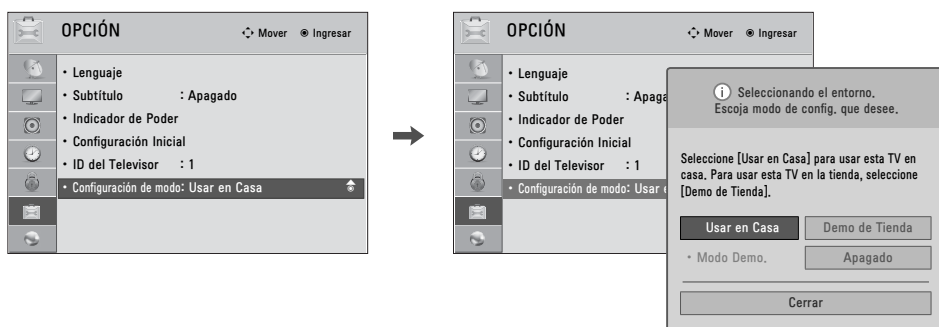 OPCIÓN
Mover Ingresar
• Lenguaje
• Subtítulo : Apagado
• Indicador de Poder
• Configuración Inicial
• ID del Televisor : 1
• Configuración de modo: Usar en Casa
OPCIÓN
Mover Ingresar
• Lenguaje
• Subtítulo : Apaga
• Indicador de Poder
• Configuración Inicial
• ID del Televisor : 1
• Configuración de modo: Usar e
i Seleccionando el entorno.
Escoja modo de config. que desee.
Seleccione [Usar en Casa] para usar esta TV en
casa. Para usar esta TV en la tienda, seleccione
[Demo de Tienda].
Usar en Casa Demo de Tienda
• Modo Demo. Apagado
Cerrar